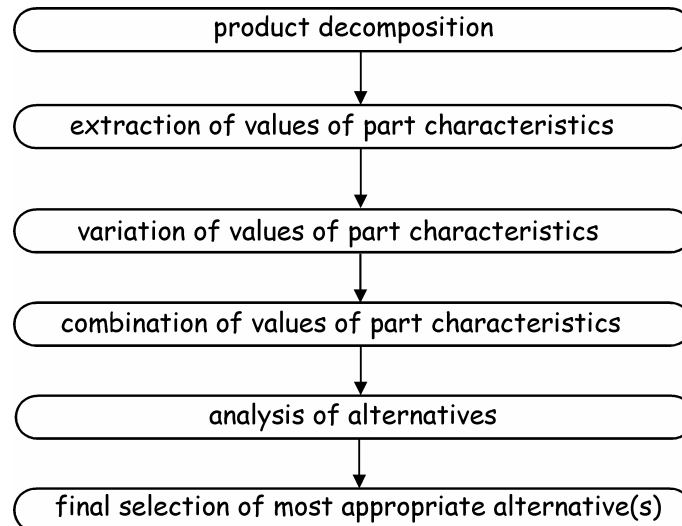 product decomposition
extraction of values of part characteristics
variation of values of part characteristics
combination of values of part characteristics
analysis of alternatives
final selection of most appropriate alternative(s)